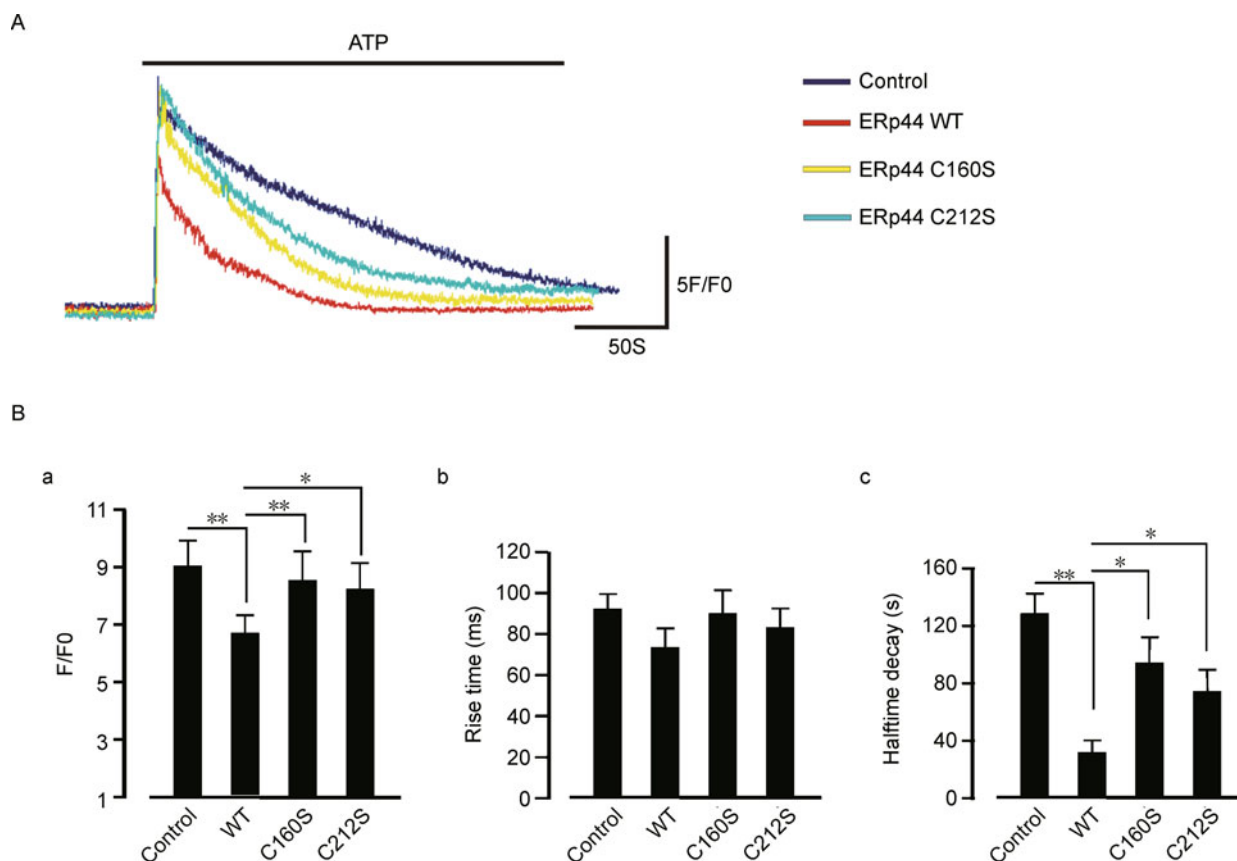 A
ATP
Control
ERp44 WT
ERp44 C160S
ERp44 C212S
5F/F0
50S
B
a
F/F0
11
9
7
5
3
1
**
**
*
Control
WT
C160S
C212S
b
Rise time (ms)
120
100
80
60
40
20
0
Control
WT
C160S
C212S
c
Halftime decay (s)
160
120
80
40
0
**
*
*
Control
WT
C160S
C212S